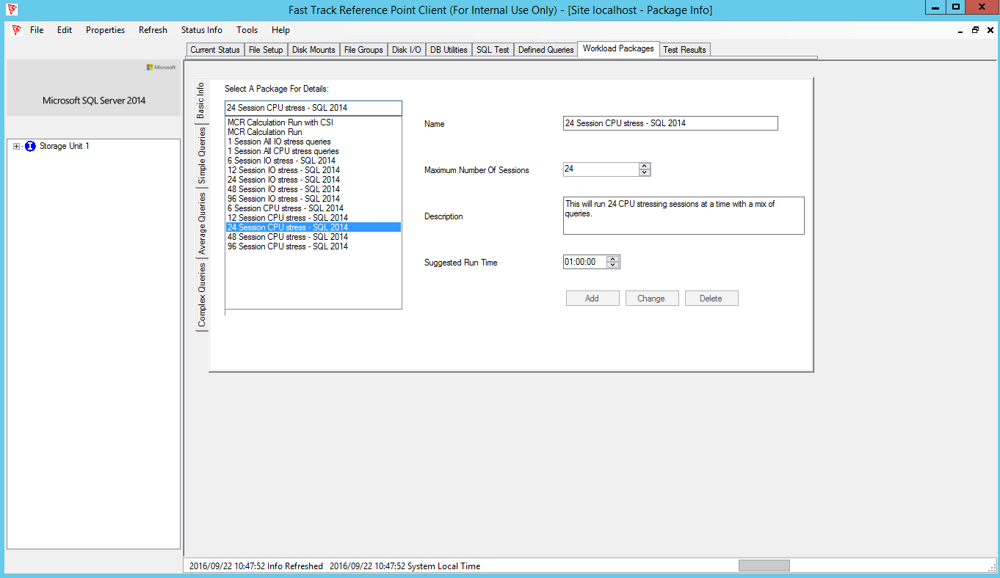 Fast Track Reference Point Client (For Internal Use Only) - [Site localhost - Package Info]
File Edit Properties Refresh Status Info Tools Help
Current Status File Setup Disk Mounts File Groups Disk I/O DB Utilities SQL Test Defined Queries Workload Packages Test Results
Microsoft
Microsoft SQL Server 2014
Storage Unit 1
Basic Info
Simple Queries
Average Queries
Complex Queries
Select A Package For Details:
24 Session CPU stress - SQL 2014
MCR Calculation Run with CSI
MCR Calculation Run
1 Session All IO stress queries
1 Session All CPU stress queries
6 Session IO stress - SQL 2014
12 Session IO stress - SQL 2014
24 Session IO stress - SQL 2014
48 Session IO stress - SQL 2014
96 Session IO stress - SQL 2014
6 Session CPU stress - SQL 2014
12 Session CPU stress - SQL 2014
24 Session CPU stress - SQL 2014
48 Session CPU stress - SQL 2014
96 Session CPU stress - SQL 2014
Name 24 Session CPU stress - SQL 2014
Maximum Number Of Sessions 24
Description
This will run 24 CPU stressing sessions at a time with a mix of
queries.
Suggested Run Time 01:00:00
Add Change Delete
2016/09/22 10:47:52 Info Refreshed 2016/09/22 10:47:52 System Local Time